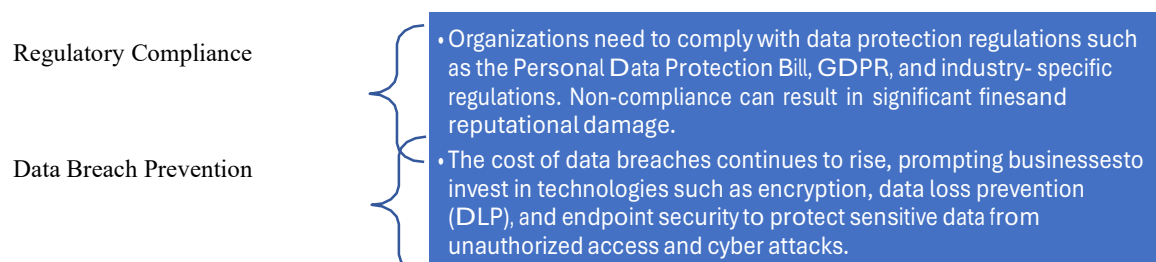 Regulatory Compliance
• Organizations need to comply with data protection regulations such
as the Personal Data Protection Bill, GDPR, and industry- specific
regulations. Non-compliance can result in significant finesand
reputational damage.
Data Breach Prevention
• The cost of data breaches continues to rise, prompting businessesto
invest in technologies such as encryption, data loss prevention
(DLP), and endpoint security to protect sensitive data from
unauthorized access and cyber attacks.